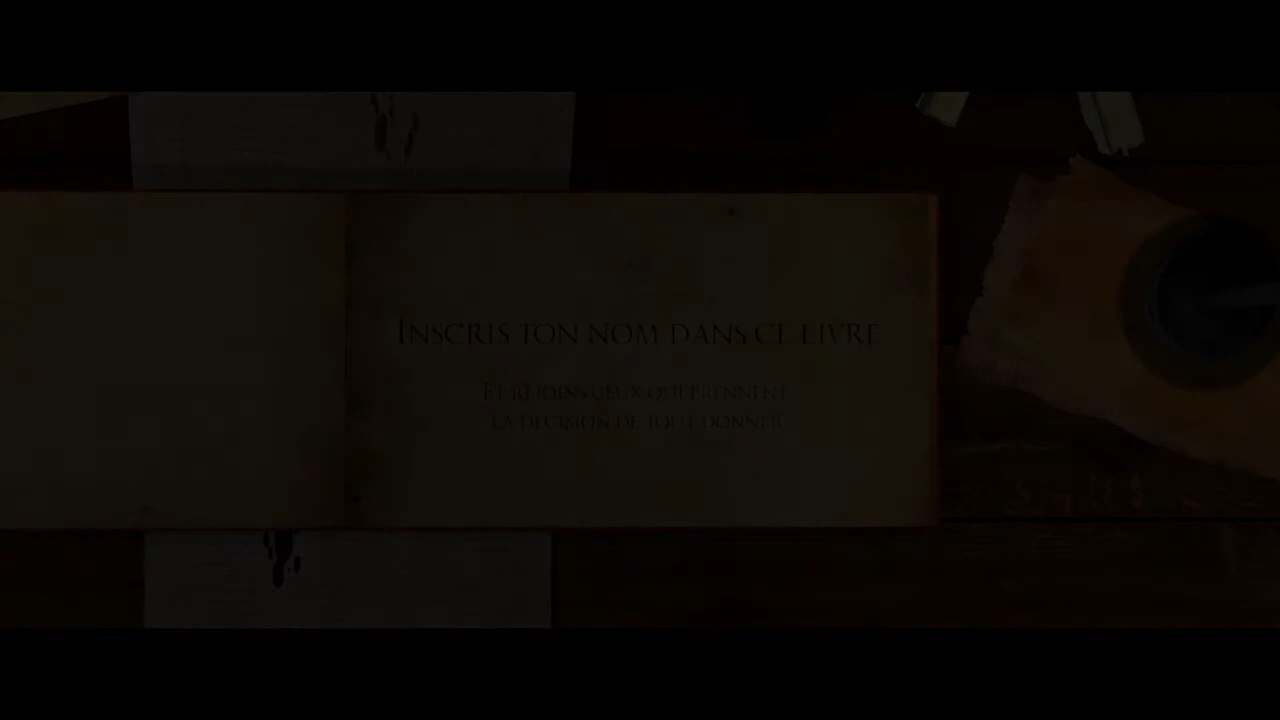 Inscris ton nom dans ce livre
Et rejoins ceux qui prennent
la décision de tout donner